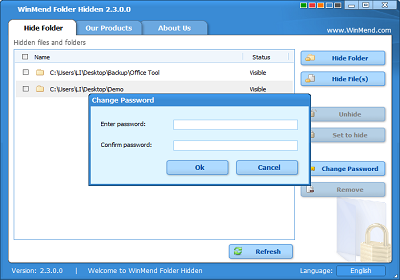 WinMend Folder Hidden 2.3.0.0
Hide Folder
Our Products
About Us
www.WinMend.com
Hidden files and folders
Name
Status
C:\Users\LI\Desktop\Backup\Office Tool
Visible
C:\Users\LI\Desktop\Demo
Visible
Hide Folder
Hide File(s)
Unhide
Set to hide
Change Password
Remove
Change Password
Enter password:
Confirm password:
Ok
Cancel
Refresh
Version: 2.3.0.0 | Welcome to WinMend Folder Hidden
Language: English